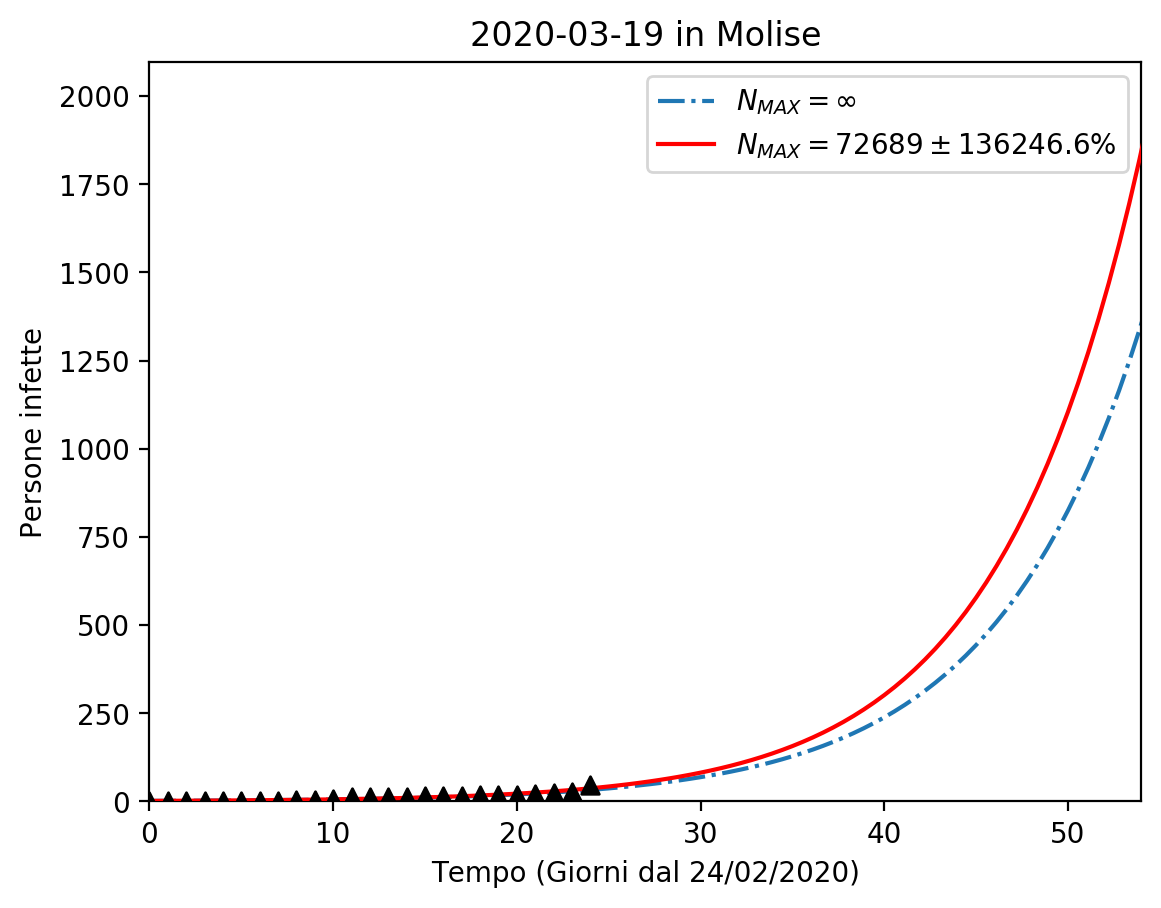 2020-03-19 in Molise
N_MAX = ∞
N_MAX = 72689 ± 136246.6%
Persone infette
2000
1750
1500
1250
1000
750
500
250
0
0 10 20 30 40 50
Tempo (Giorni dal 24/02/2020)